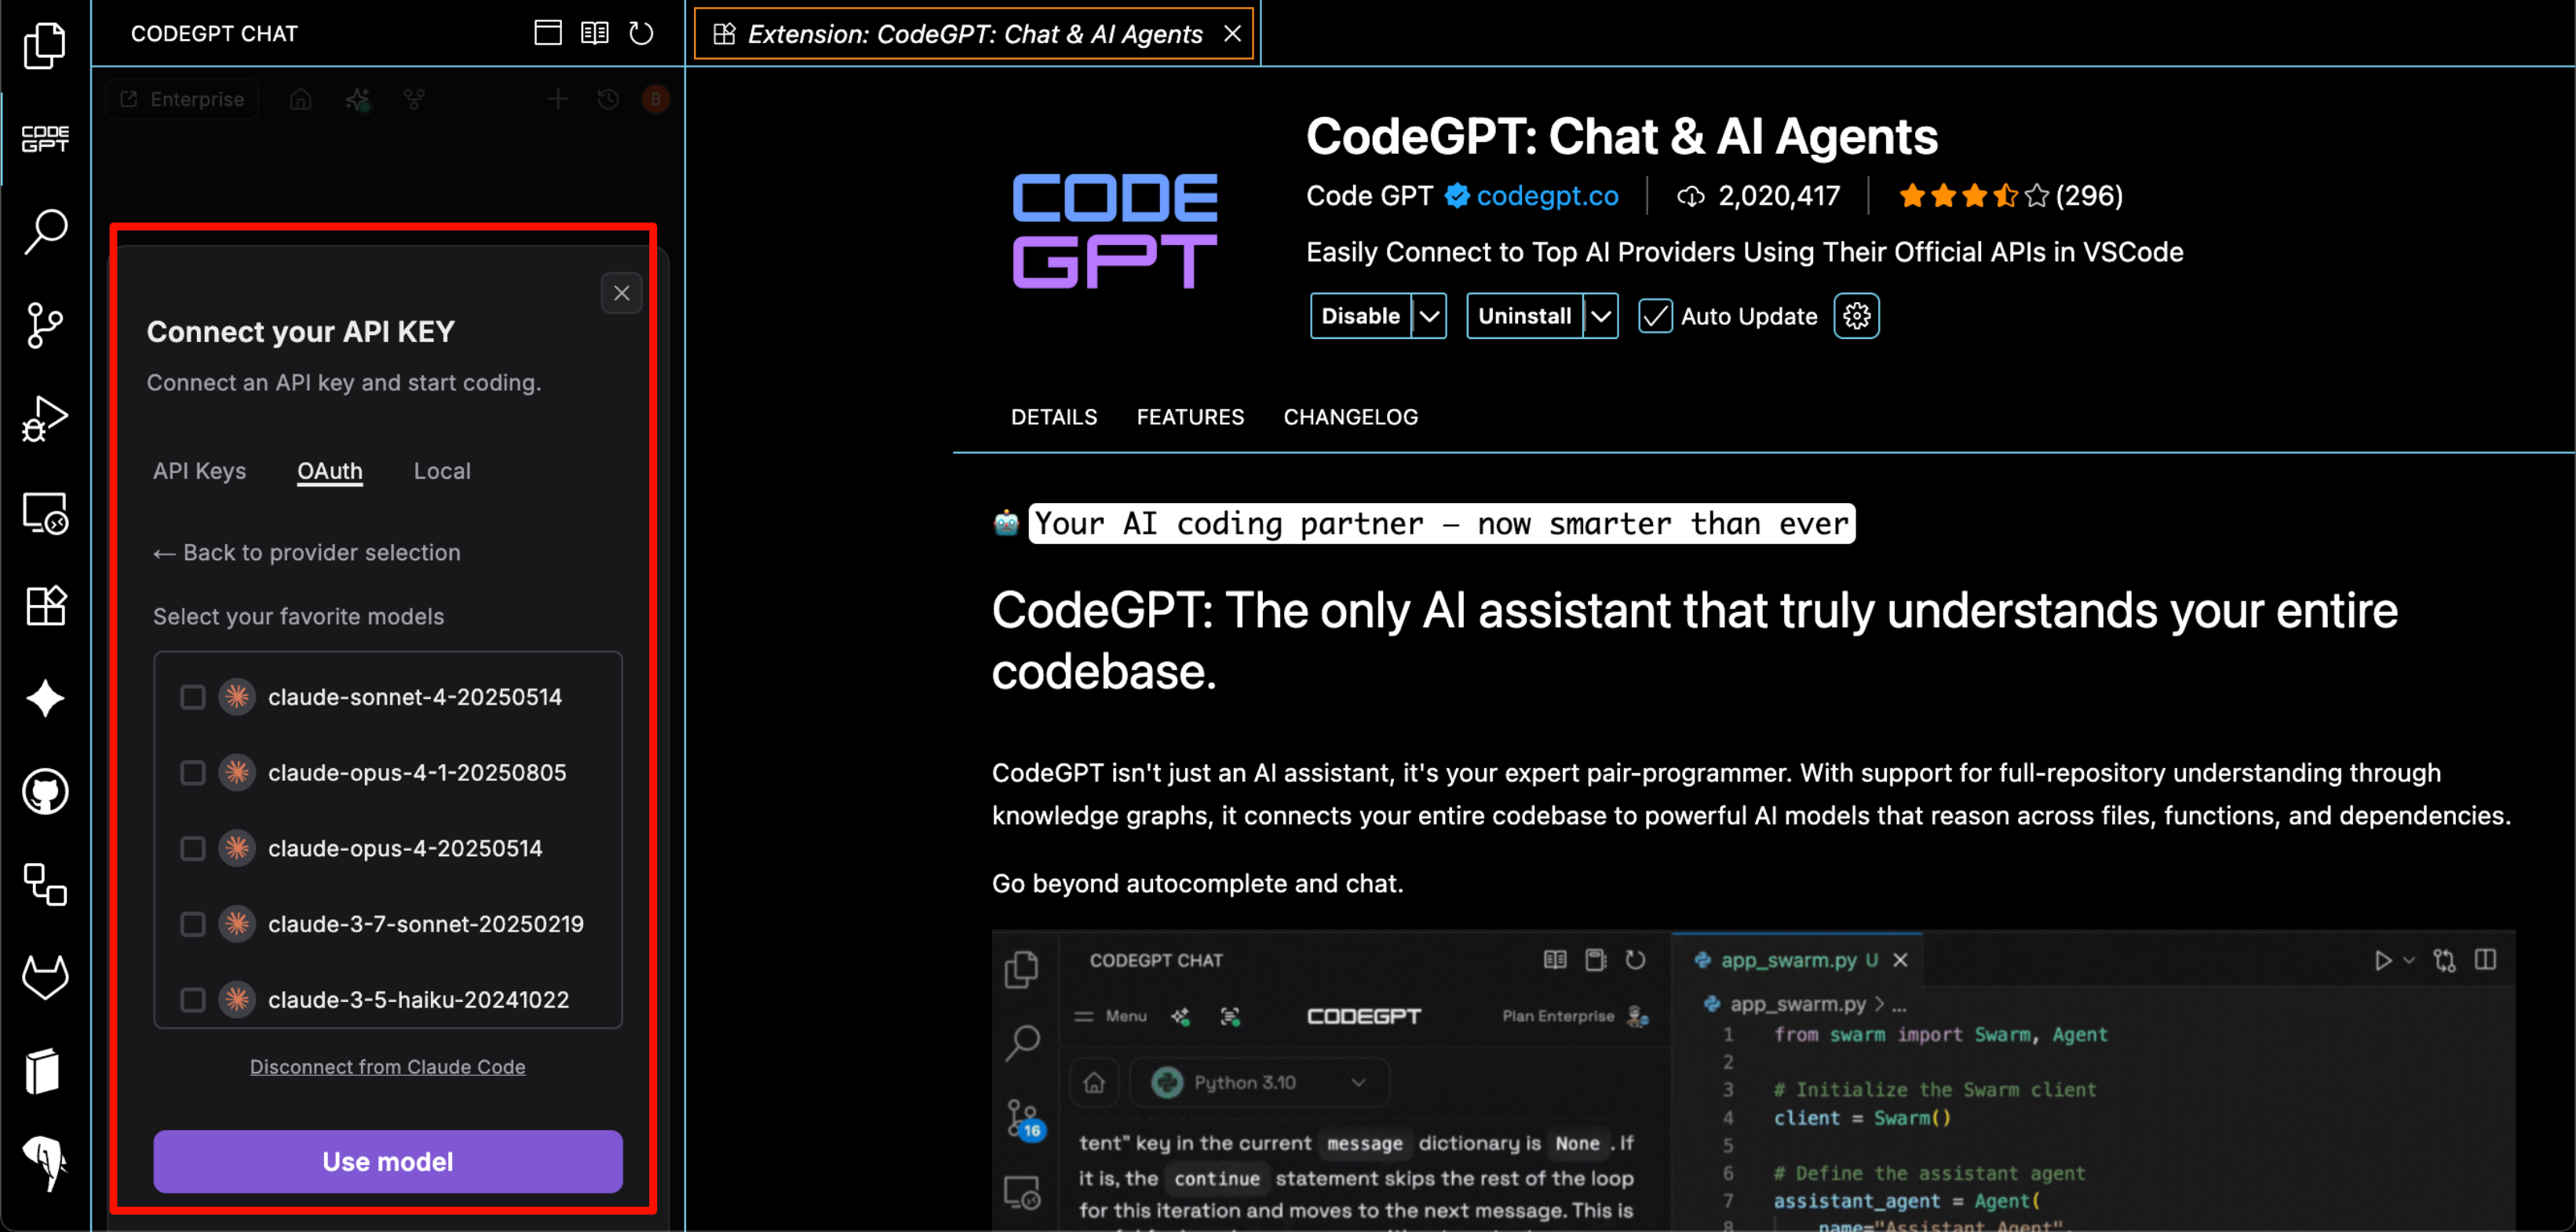 CODEGPT CHAT
Extension: CodeGPT: Chat & AI Agents
Enterprise
B
CODE
GPT
Connect your API KEY
Connect an API key and start coding.
API Keys
OAuth
Local
← Back to provider selection
Select your favorite models
claude-sonnet-4-20250514
claude-opus-4-1-20250805
claude-opus-4-20250514
claude-3-7-sonnet-20250219
claude-3-5-haiku-20241022
Disconnect from Claude Code
Use model
CODE
GPT
CodeGPT: Chat & AI Agents
Code GPT codegpt.co 2,020,417 (296)
Easily Connect to Top AI Providers Using Their Official APIs in VSCode
Disable
Uninstall
Auto Update
DETAILS
FEATURES
CHANGELOG
Your AI coding partner — now smarter than ever
CodeGPT: The only AI assistant that truly understands your entire
codebase.
CodeGPT isn't just an AI assistant, it's your expert pair-programmer. With support for full-repository understanding through
knowledge graphs, it connects your entire codebase to powerful AI models that reason across files, functions, and dependencies.
Go beyond autocomplete and chat.
CODEGPT CHAT
Menu
CODEGPT
Plan Enterprise
Python 3.10
16
tent” key in the current message dictionary is None . If
it is, the continue statement skips the rest of the loop
for this iteration and moves to the next message. This is
app_swarm.py U
app_swarm.py > ...
1 from swarm import Swarm, Agent
2
3 # Initialize the Swarm client
4 client = Swarm()
5
6 # Define the assistant agent
7 assistant_agent = Agent(
8 name="Assistant Agent",